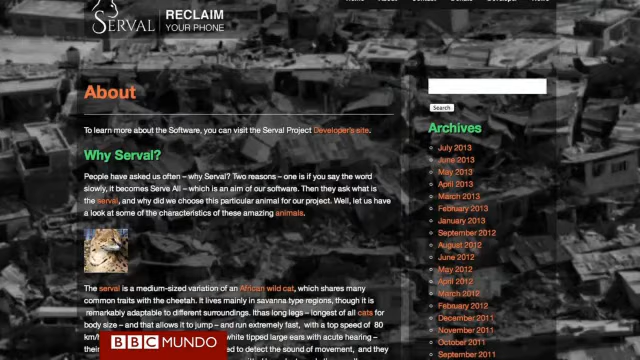 SERVAL
RECLAIM
YOUR PHONE
About
To learn more about the Software, you can visit the Serval Project Developer's site.
Why Serval?
People have asked us often – why Serval? Two reasons – one is if you say the word
slowly, it becomes Serve All – which is an aim of our software. Then they ask what is
the serval, and why did we choose this particular animal for our project. Well, let us have
a look at some of the characteristics of these amazing animals.
The serval is a medium-sized variation of an African wild cat, which shares many
common traits with the cheetah. It lives mainly in savanna type regions, though it is
remarkably adaptable to different surroundings. Ithas long legs – longest of all cats for
body size – and that allows it to jump – and run extremely fast, with a top speed of 80
km/h white tipped large ears with acute hearing –
their ed to detect the sound of movement, and they
BBC MUNDO
Search
Archives
July 2013
June 2013
May 2013
April 2013
March 2013
February 2013
January 2013
September 2012
August 2012
June 2012
May 2012
April 2012
March 2012
February 2012
December 2011
November 2011
October 2011
September 2011